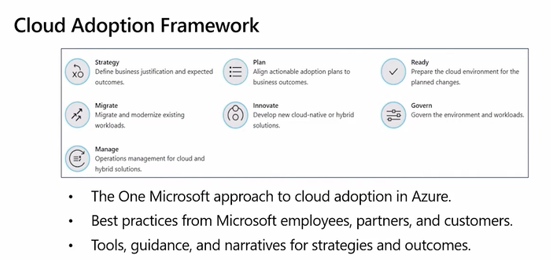 Cloud Adoption Framework
Strategy
Define business justification and expected
outcomes.
Plan
Align actionable adoption plans to
business outcomes.
Ready
Prepare the cloud environment for the
planned changes.
Migrate
Migrate and modernize existing
workloads.
Innovate
Develop new cloud-native or hybrid
solutions.
Govern
Govern the environment and workloads.
Manage
Operations management for cloud and
hybrid solutions.
• The One Microsoft approach to cloud adoption in Azure.
• Best practices from Microsoft employees, partners, and customers.
• Tools, guidance, and narratives for strategies and outcomes.